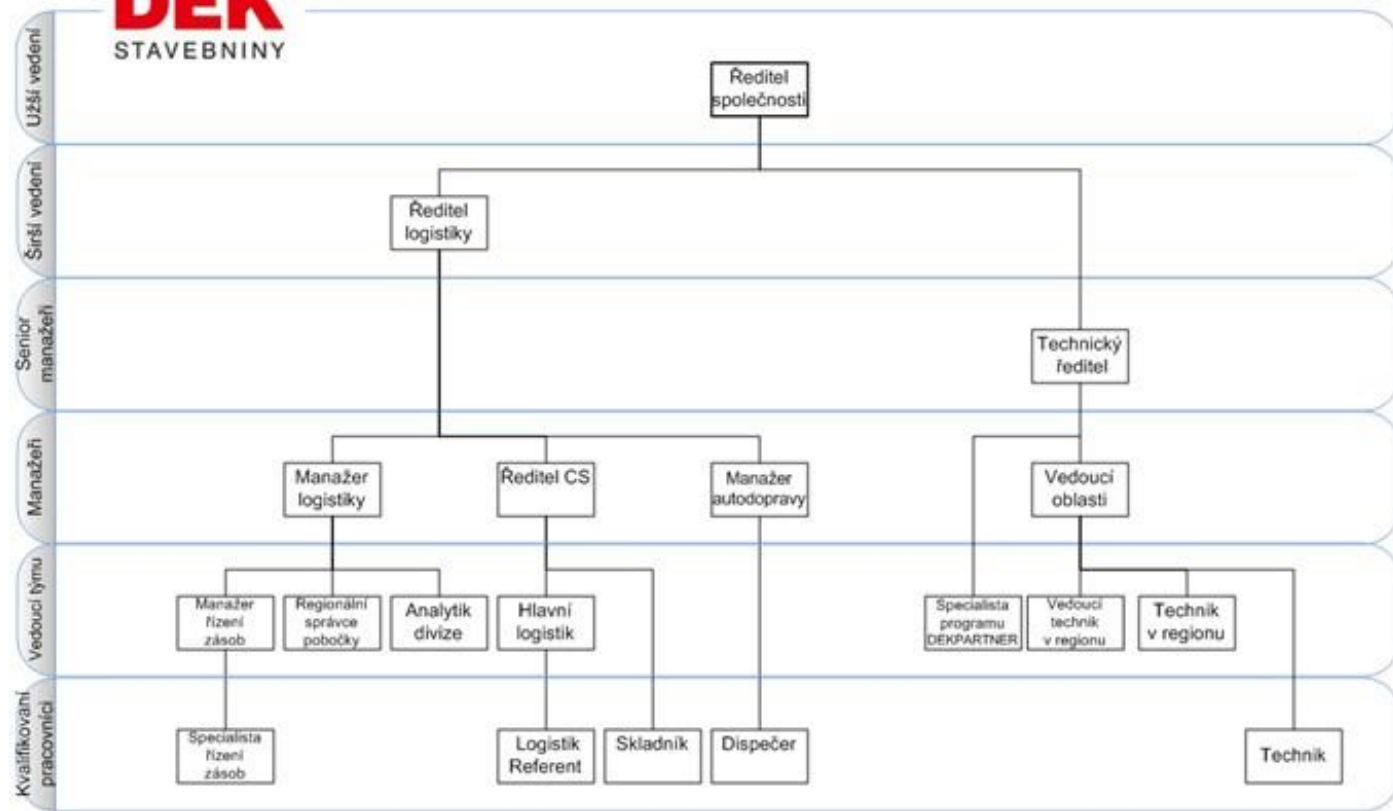 DEK
STAVEBNINY
Užší vedení
Ředitel
společnosti
Širší vedení
Ředitel
logistiky
Senior
manažeři
Technický
ředitel
Manažeři
Manažer
logistiky
Ředitel CS
Manažer
autodopravy
Vedoucí
oblasti
Vedoucí týmu
Manažer
řízení
zásob
Regionální
správce
pobočky
Analytik
divize
Hlavní
logistik
Specialista
programu
DEKPARTNER
Vedoucí
technik
v regionu
Technik
v regionu
Kvalifikovaní
pracovníci
Specialista
řízení
zásob
Logistik
Referent
Skladník
Dispečer
Technik